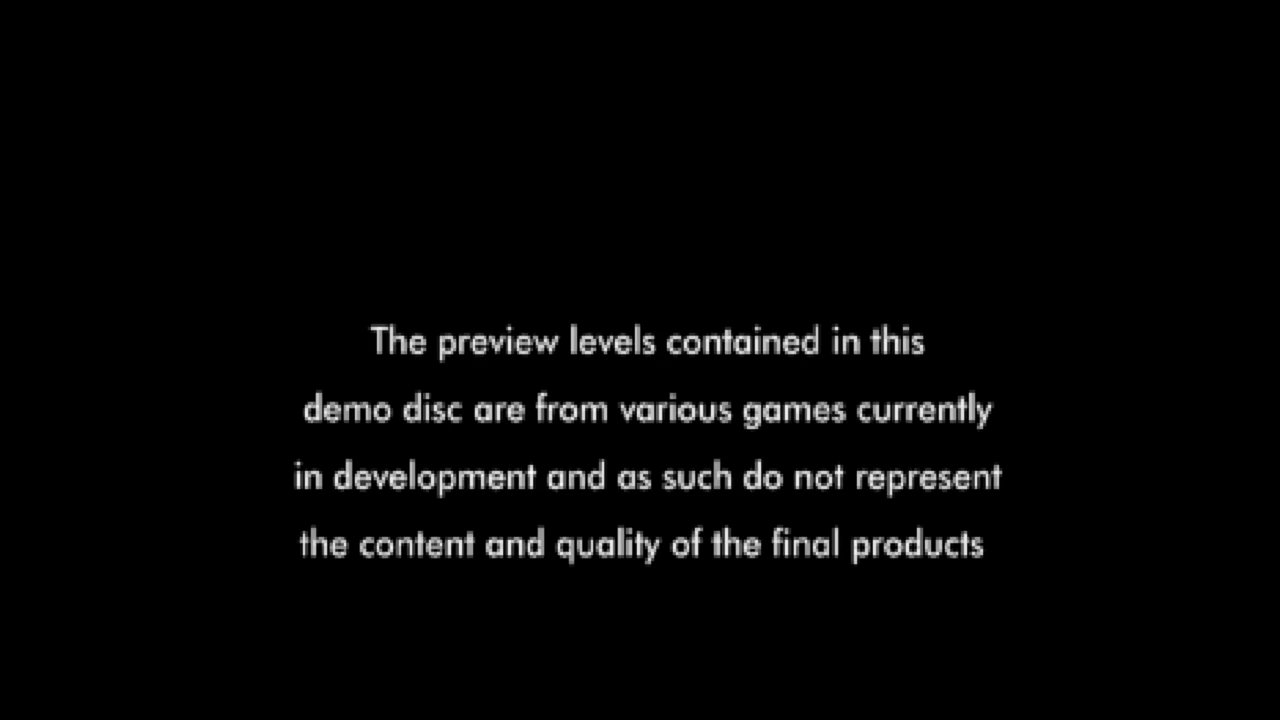 The preview levels contained in this
demo disc are from various games currently
in development and as such do not represent
the content and quality of the final products